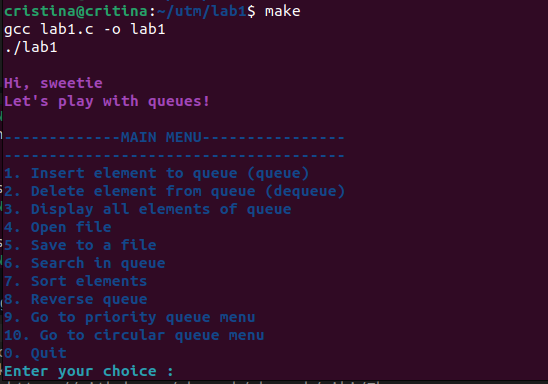 cristina@critina:~/utm/lab1$ make
gcc lab1.c -o lab1
./lab1
Hi, sweetie
Let's play with queues!
-------------MAIN MENU----------------
--------------------------------------
1. Insert element to queue (queue)
2. Delete element from queue (dequeue)
3. Display all elements of queue
4. Open file
5. Save to a file
6. Search in queue
7. Sort elements
8. Reverse queue
9. Go to priority queue menu
10. Go to circular queue menu
0. Quit
Enter your choice :